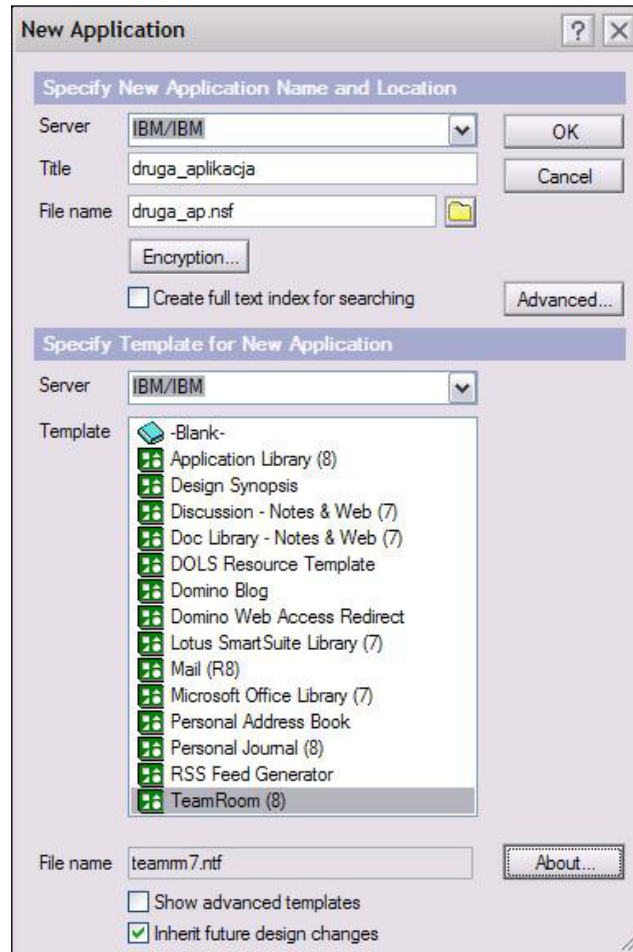 New Application
Specify New Application Name and Location
Server IBM/IBM OK
Title druga_aplikacja Cancel
File name druga_ap.nsf
Encryption...
Create full text index for searching Advanced...
Specify Template for New Application
Server IBM/IBM
Template -Blank-
Application Library (8)
Design Synopsis
Discussion - Notes & Web (7)
Doc Library - Notes & Web (7)
DOLS Resource Template
Domino Blog
Domino Web Access Redirect
Lotus SmartSuite Library (7)
Mail (R8)
Microsoft Office Library (7)
Personal Address Book
Personal Journal (8)
RSS Feed Generator
TeamRoom (8)
File name teamrm7.ntf About...
Show advanced templates
Inherit future design changes